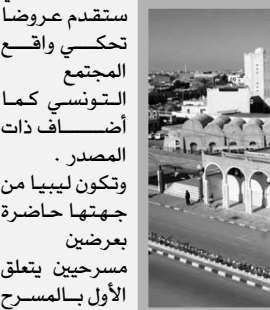 ستقدم عروضا
تحكي واقع
المجتمع
التونسي كما
أضاف ذات
المصدر .
وتكون ليبيا من
جهتها حاضرة
بعرضين
مسرحيين يتعلق
الأول بالمسرح